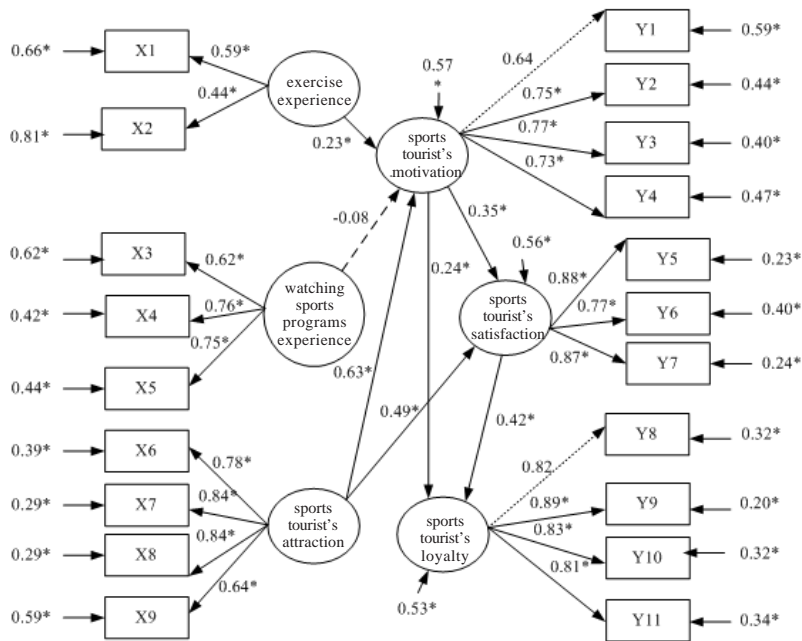 0.66*
X1
0.59*
0.81*
X2
0.44*
exercise
experience
0.23*
0.57
*
sports
tourist's
.motivation
0.64
Y1
0.59*
0.75*
Y2
0.44*
0.77*
Y3
0.40*
0.73*
Y4
0.47*
-0.08
0.35*
0.24*
0.62*
X3
0.62*
0.42*
X4
0.76*
0.44*
X5
0.75*
watching
sports
programs
experience
0.63*
0.49*
0.56*
sports
tourist's
satisfaction
0.88*
Y5
0.23*
0.77*
Y6
0.40*
0.87*
Y7
0.24*
0.42*
0.39*
X6
0.78*
0.29*
X7
0.84*
0.29*
X8
0.84*
0.59*
X9
0.64*
sports
tourist's
attraction
sports
tourist's
loyalty
0.53*
0.82
Y8
0.32*
0.89*
Y9
0.20*
0.83*
Y10
0.32*
0.81*
Y11
0.34*